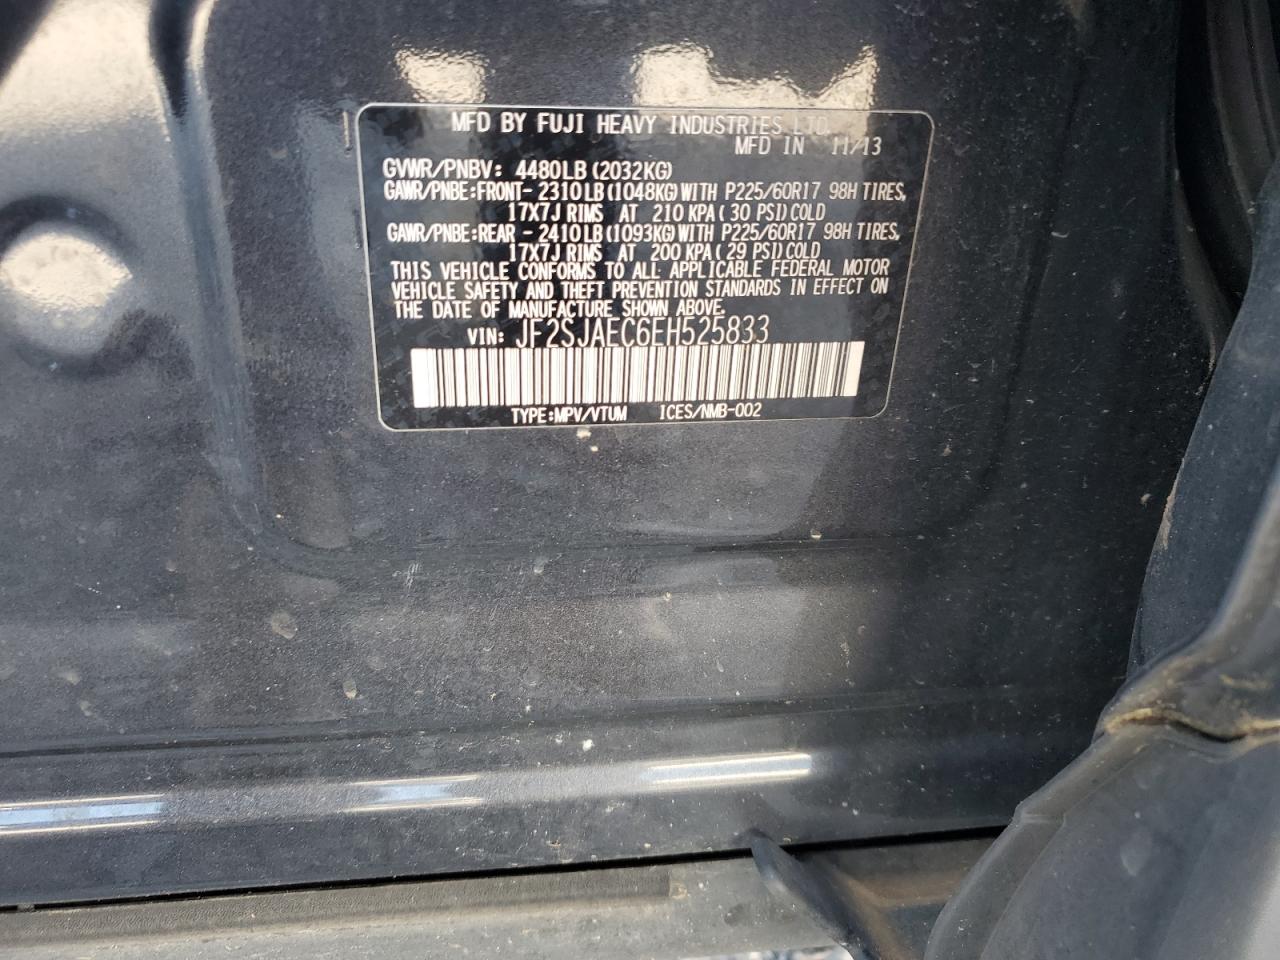 MFD BY FUJI HEAVY INDUSTRIES LTD.
MFD IN 11/13
GVWR/PNBV: 4480LB (2032KG)
GAWR/PNBE:FRONT- 2310LB(1048KG)WITH P225/60R17 98H TIRES,
17X7J RIMS AT 210 KPA( 30 PSI)COLD
GAWR/PNBE:REAR - 2410LB(1093KG)WITH P225/60R17 98H TIRES,
17X7J RIMS AT 200 KPA( 29 PSI)COLD
THIS VEHICLE CONFORMS TO ALL APPLICABLE FEDERAL MOTOR
VEHICLE SAFETY AND THEFT PREVENTION STANDARDS IN EFFECT ON
THE DATE OF MANUFACTURE SHOWN ABOVE.
VIN: JF2SJAEC6EH525833
TYPE:MPV/VTUM ICES/NMB-002